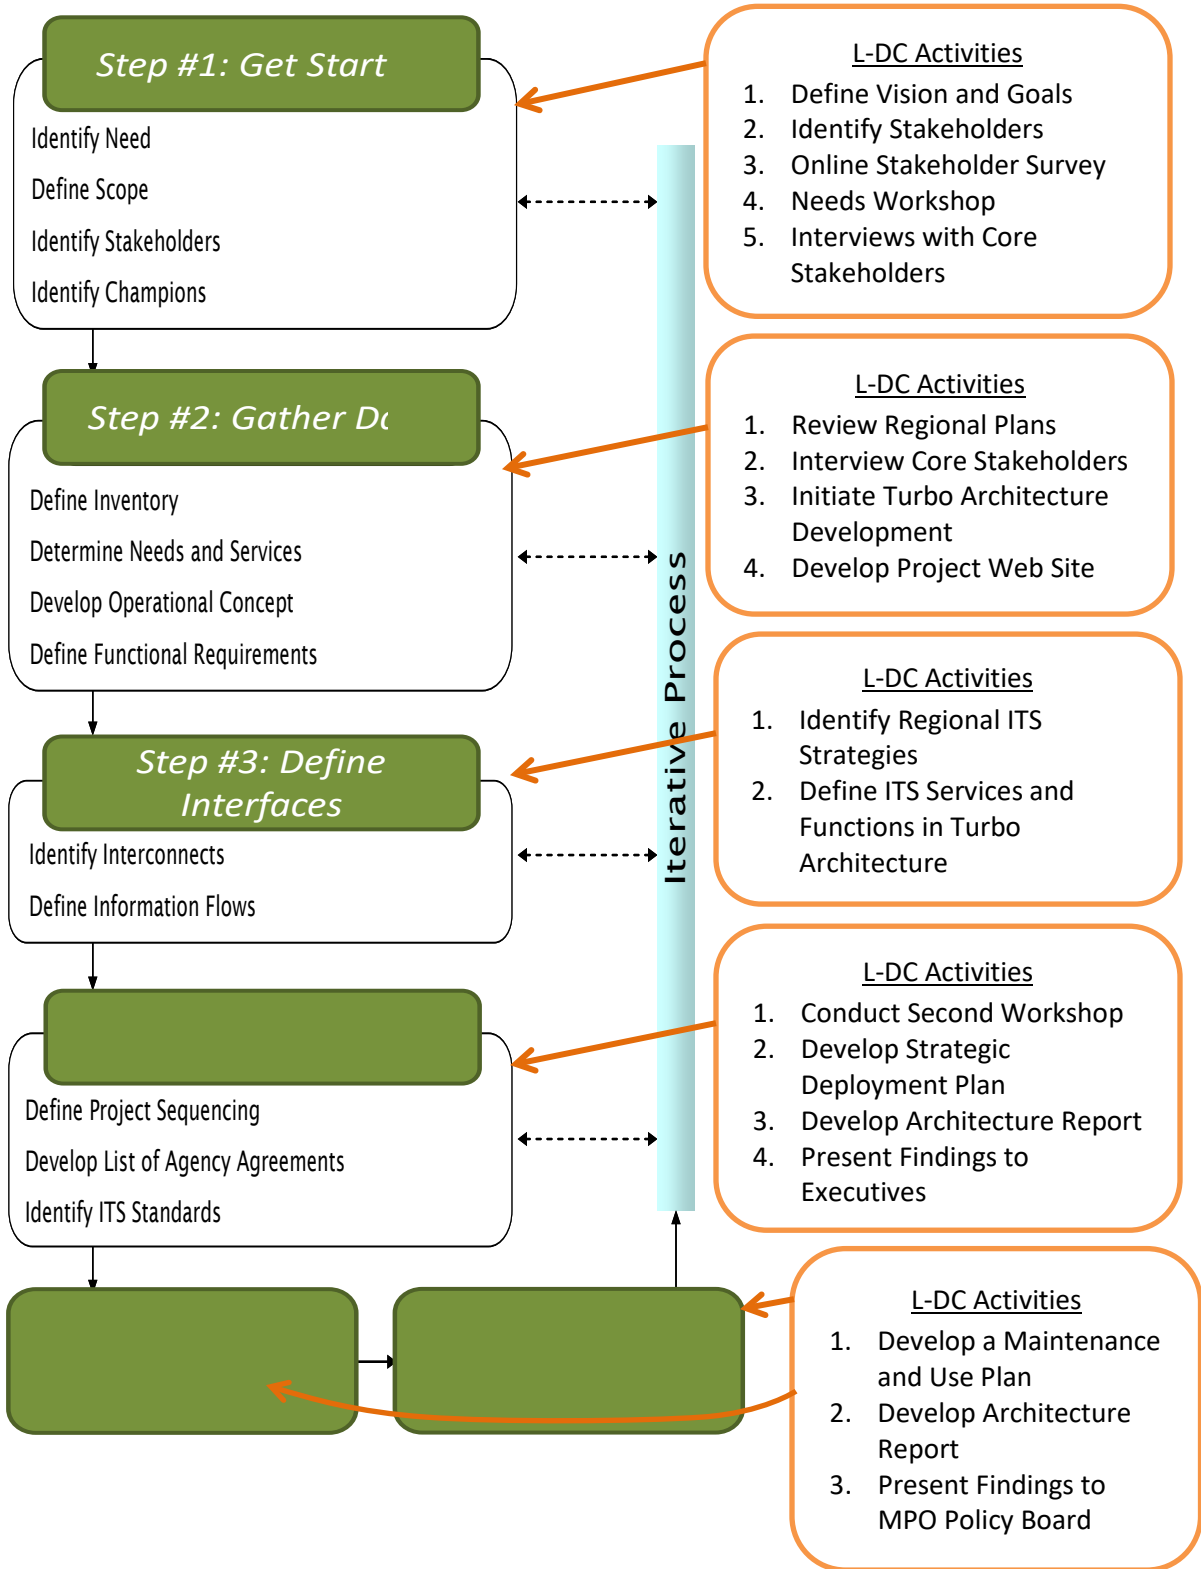 Step #1: Get Start
Identify Need
Define Scope
Identify Stakeholders
Identify Champions
L-DC Activities
1. Define Vision and Goals
2. Identify Stakeholders
3. Online Stakeholder Survey
4. Needs Workshop
5. Interviews with Core
Stakeholders
Step #2: Gather
Define Inventory
Determine Needs and Services
Develop Operational Concept
Define Functional Requirements
L-DC Activities
1. Review Regional Plans
2. Interview Core Stakeholders
3. Initiate Turbo Architecture
Development
4. Develop Project Web Site
Iterative Process
Step #3: Define
Interfaces
Identify Interconnects
Define Information Flows
L-DC Activities
1. Identify Regional ITS
Strategies
2. Define ITS Services and
Functions in Turbo
Architecture
Define Project Sequencing
Develop List of Agency Agreements
Identify ITS Standards
L-DC Activities
1. Conduct Second Workshop
2. Develop Strategic
Deployment Plan
3. Develop Architecture Report
4. Present Findings to
Executives
L-DC Activities
1. Develop a Maintenance
and Use Plan
2. Develop Architecture
Report
3. Present Findings to
MPO Policy Board